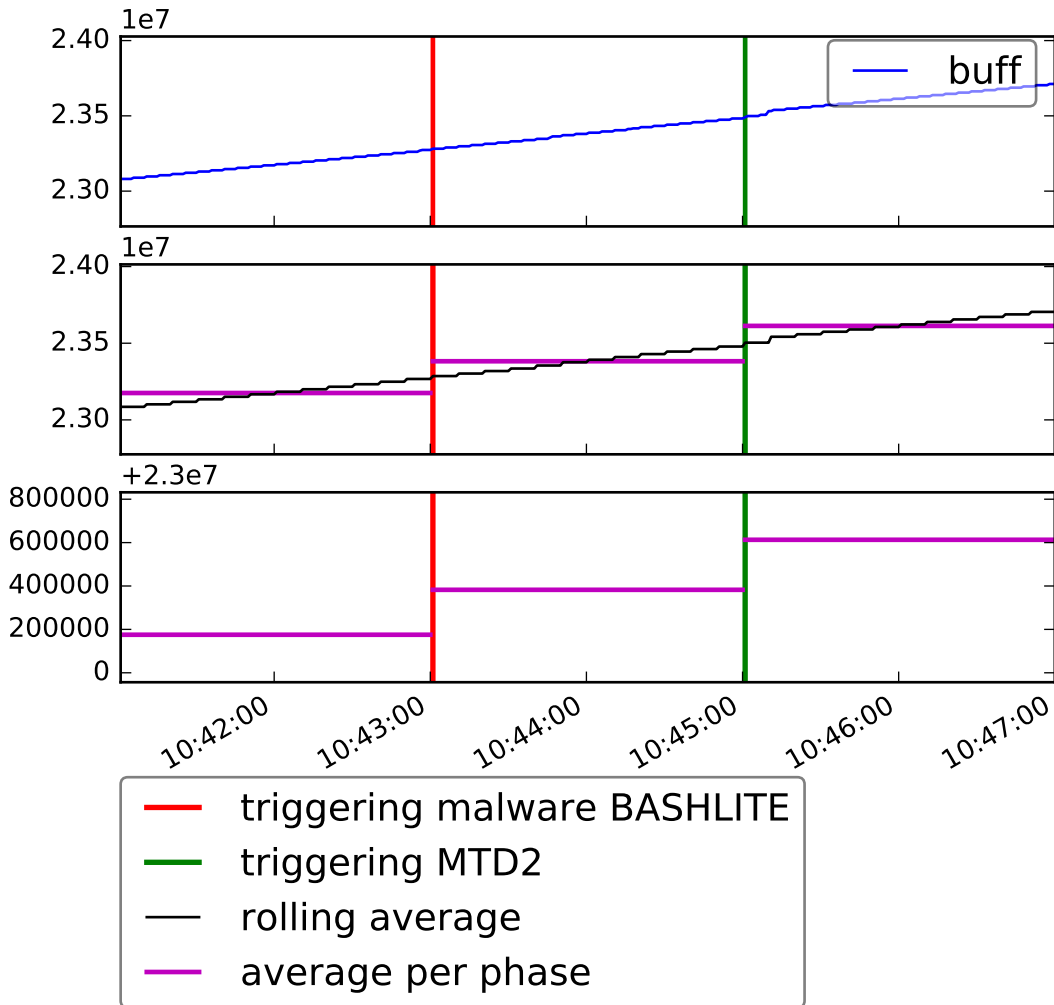 1e7
2.40
2.35
2.30
buff
1e7
2.40
2.35
2.30
+2.3e7
800000
600000
400000
200000
0
10:42:00
10:43:00
10:44:00
10:45:00
10:46:00
10:47:00
triggering malware BASHLITE
triggering MTD2
rolling average
average per phase